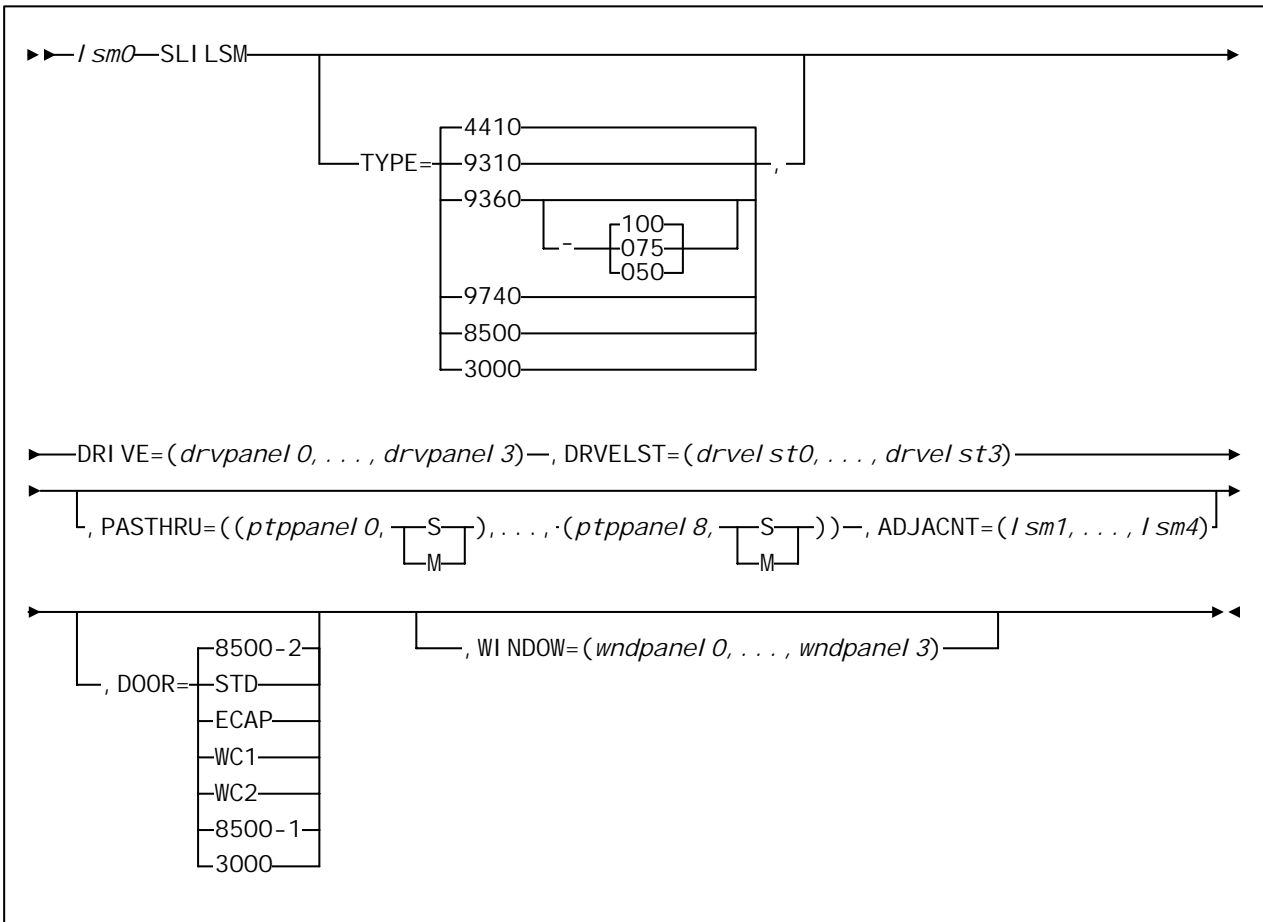 lsm0 SLILSM
4410
TYPE= 9310 ,
9360
100
- 075
050
9740
8500
3000
DRIVE=(drvpanel0,...,drvpanel3) ,DRVELST=(drvelst0,...,drvelst3)
,PASTHRU=((ptppanel0, S ),...,(ptppanel8, S )) ,ADJACNT=(lsm1,...,lsm4)
M M
8500-2 ,WINDOW=(wndpanel0,...,wndpanel3)
,DOOR= STD
ECAP
WC1
WC2
8500-1
3000